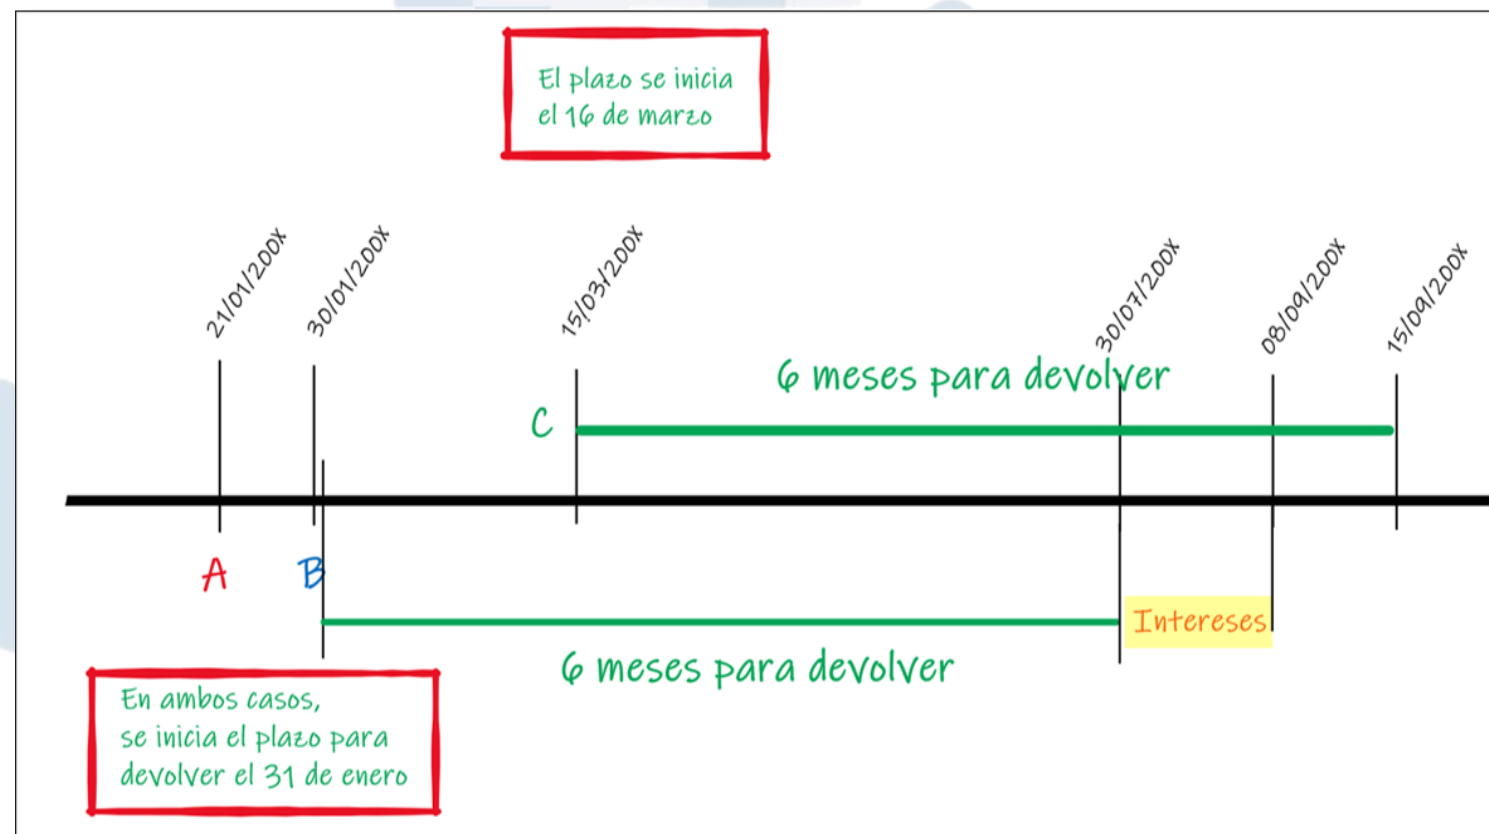 El plazo se inicia
el 16 de marzo
21/01/200X
30/01/200X
15/03/200X
30/07/200X
08/09/200X
15/09/200X
6 meses para devolver
C
A
B
Intereses
6 meses para devolver
En ambos casos,
se inicia el plazo para
devolver el 31 de enero